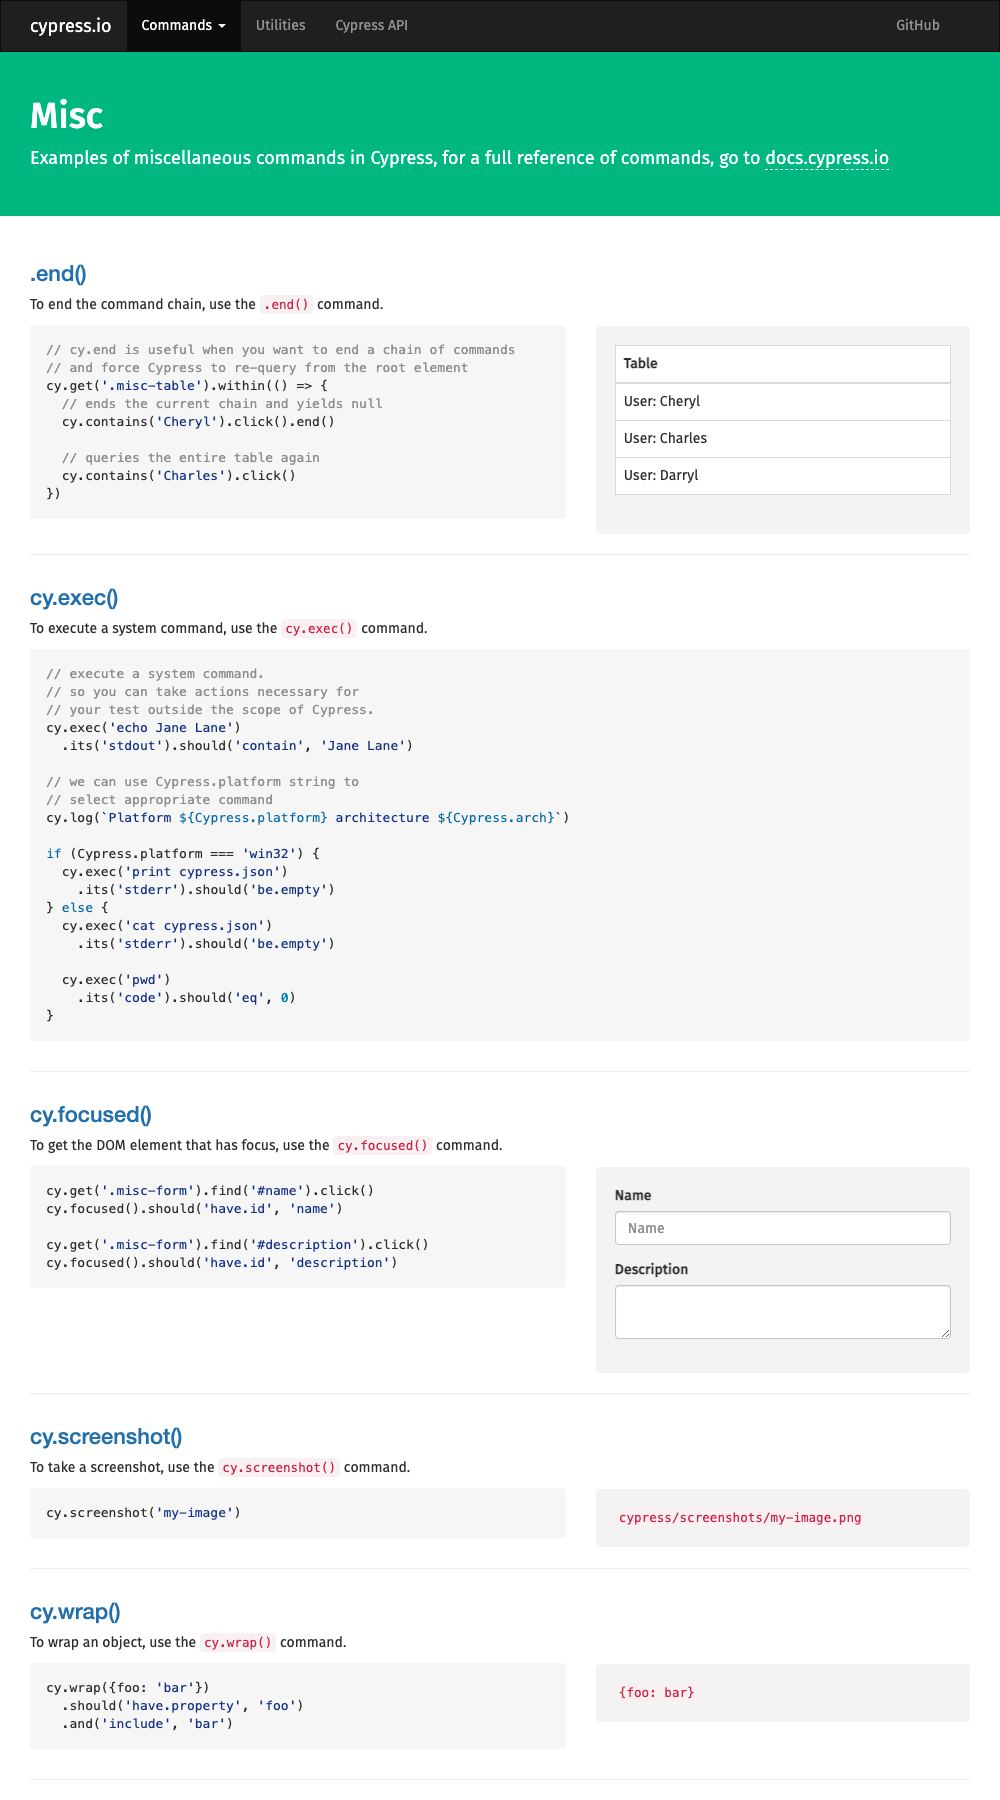 cypress.io Commands Utilities Cypress API GitHub
Misc
Examples of miscellaneous commands in Cypress, for a full reference of commands, go to docs.cypress.io
.end()
To end the command chain, use the .end() command.
// cy.end is useful when you want to end a chain of commands
// and force Cypress to re-query from the root element
cy.get('.misc-table').within(() => {
  // ends the current chain and yields null
  cy.contains('Cheryl').click().end()
  // queries the entire table again
  cy.contains('Charles').click()
})
Table
User: Cheryl
User: Charles
User: Darryl
cy.exec()
To execute a system command, use the cy.exec() command.
// execute a system command.
// so you can take actions necessary for
// your test outside the scope of Cypress.
cy.exec('echo Jane Lane')
  .its('stdout').should('contain', 'Jane Lane')
// we can use Cypress.platform string to
// select appropriate command
cy.log(`Platform ${Cypress.platform} architecture ${Cypress.arch}`)
if (Cypress.platform === 'win32') {
  cy.exec('print cypress.json')
    .its('stderr').should('be.empty')
} else {
  cy.exec('cat cypress.json')
    .its('stderr').should('be.empty')
  cy.exec('pwd')
    .its('code').should('eq', 0)
}
cy.focused()
To get the DOM element that has focus, use the cy.focused() command.
cy.get('.misc-form').find('#name').click()
cy.focused().should('have.id', 'name')
cy.get('.misc-form').find('#description').click()
cy.focused().should('have.id', 'description')
Name
Name
Description
cy.screenshot()
To take a screenshot, use the cy.screenshot() command.
cy.screenshot('my-image')
cypress/screenshots/my-image.png
cy.wrap()
To wrap an object, use the cy.wrap() command.
cy.wrap({foo: 'bar'})
  .should('have.property', 'foo')
  .and('include', 'bar')
{foo: bar}